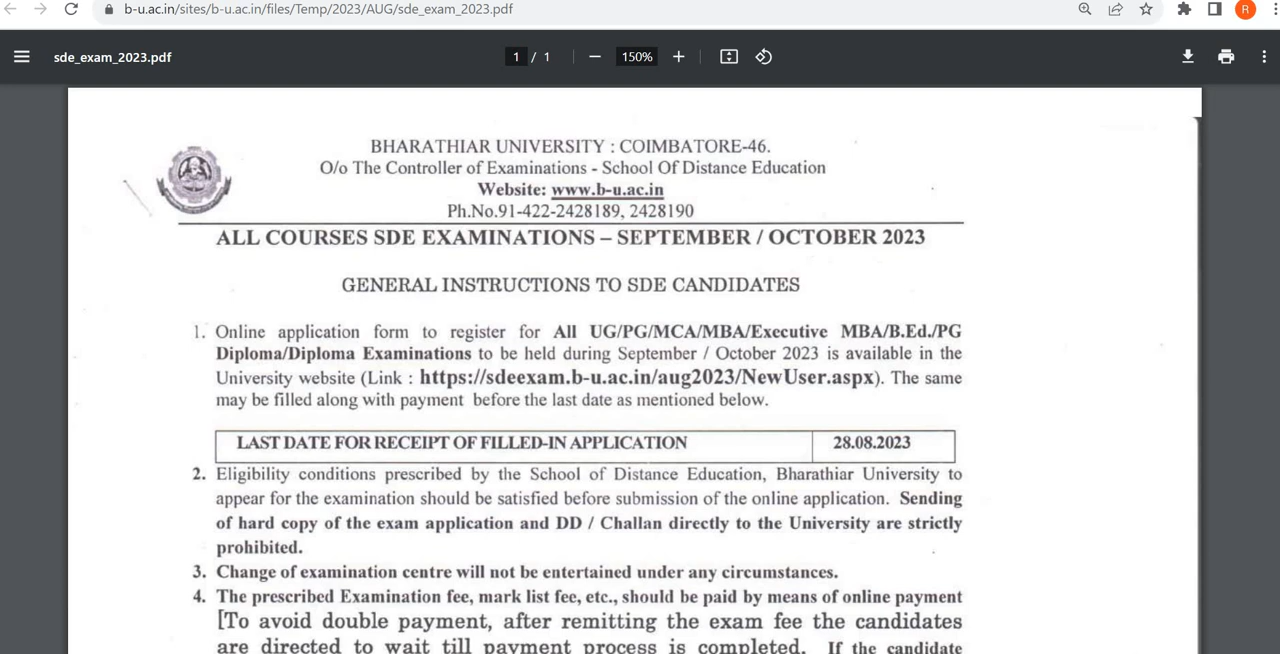 b-u.ac.in/sites/b-u.ac.in/files/Temp/2023/AUG/sde_exam_2023.pdf
R
sde_exam_2023.pdf
1 / 1
150%
BHARATHIAR UNIVERSITY : COIMBATORE-46.
O/o The Controller of Examinations - School Of Distance Education
Website: www.b-u.ac.in
Ph.No.91-422-2428189, 2428190
ALL COURSES SDE EXAMINATIONS – SEPTEMBER / OCTOBER 2023
GENERAL INSTRUCTIONS TO SDE CANDIDATES
1. Online application form to register for All UG/PG/MCA/MBA/Executive MBA/B.Ed./PG
Diploma/Diploma Examinations to be held during September / October 2023 is available in the
University website (Link : https://sdeexam.b-u.ac.in/aug2023/NewUser.aspx). The same
may be filled along with payment before the last date as mentioned below.
LAST DATE FOR RECEIPT OF FILLED-IN APPLICATION 28.08.2023
2. Eligibility conditions prescribed by the School of Distance Education, Bharathiar University to
appear for the examination should be satisfied before submission of the online application. Sending
of hard copy of the exam application and DD / Challan directly to the University are strictly
prohibited.
3. Change of examination centre will not be entertained under any circumstances.
4. The prescribed Examination fee, mark list fee, etc., should be paid by means of online payment
[To avoid double payment, after remitting the exam fee the candidates
are directed to wait till payment process is completed. If the candidate